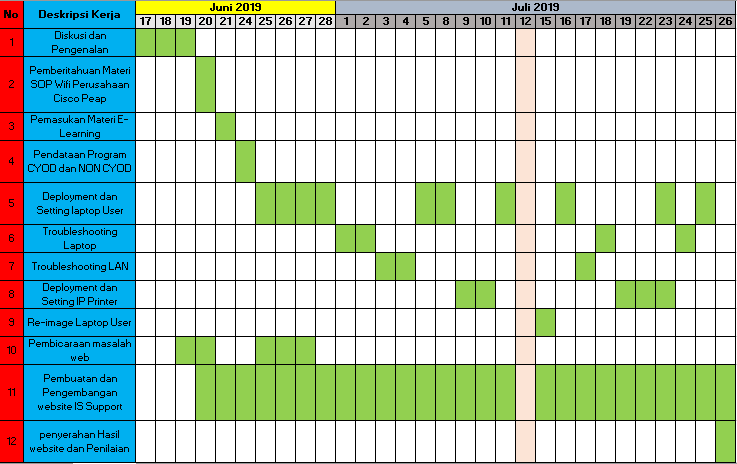 No
Deskripsi Kerja
Juni 2019
Juli 2019
17 18 19 20 21 24 25 26 27 28 1 2 3 4 5 8 9 10 11 12 15 16 17 18 19 22 23 24 25 26
1
Diskusi dan
Pengenalan
2
Pemberitahuan Materi
SOP Wifi Perusahaan
Cisco Peap
3
Pemasukan Materi E-
Learning
4
Pendataan Program
CYOD dan NON CYOD
5
Deployment dan
Setting laptop User
6
Troubleshooting
Laptop
7
Troubleshooting LAN
8
Deployment dan
Setting IP Printer
9
Re-image Laptop User
10
Pembicaraan masalah
web
11
Pembuatan dan
Pengembangan
website IS Support
12
penyerahan Hasil
website dan Penilaian